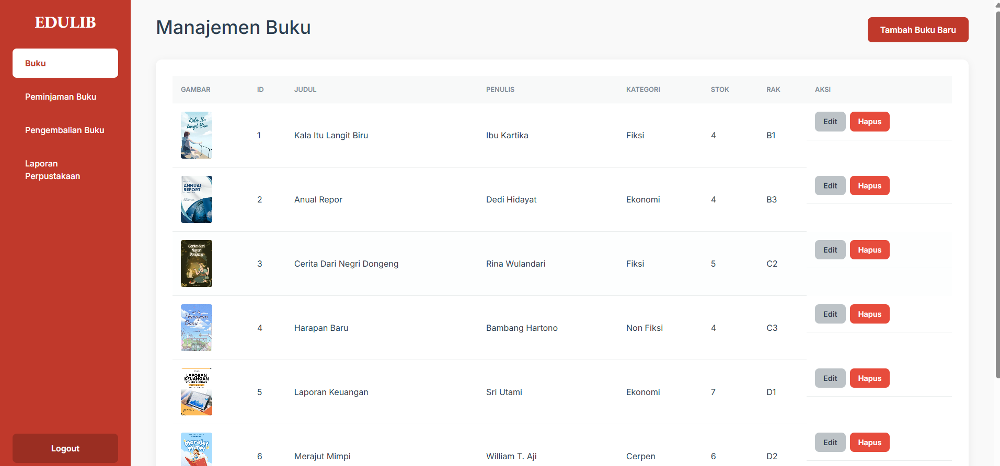 EDULIB
Buku
Peminjaman Buku
Pengembalian Buku
Laporan
Perpustakaan
Logout
Manajemen Buku
Tambah Buku Baru
GAMBAR ID JUDUL PENULIS KATEGORI STOK RAK AKSI
Kala Itu
Langit Biru
1 Kala Itu Langit Biru Ibu Kartika Fiksi 4 B1 Edit Hapus
ANNUAL
REPORT
2 Anual Repor Dedi Hidayat Ekonomi 4 B3 Edit Hapus
Cerita dari
Negeri
Dongeng
3 Cerita Dari Negri Dongeng Rina Wulandari Fiksi 5 C2 Edit Hapus
Harapan
Baru
4 Harapan Baru Bambang Hartono Non Fiksi 4 C3 Edit Hapus
LAPORAN
KEUANGAN
STUDIO SHODWE
5 Laporan Keuangan Sri Utami Ekonomi 7 D1 Edit Hapus
Merajut
Mimpi
6 Merajut Mimpi William T. Aji Cerpen 6 D2 Edit Hapus